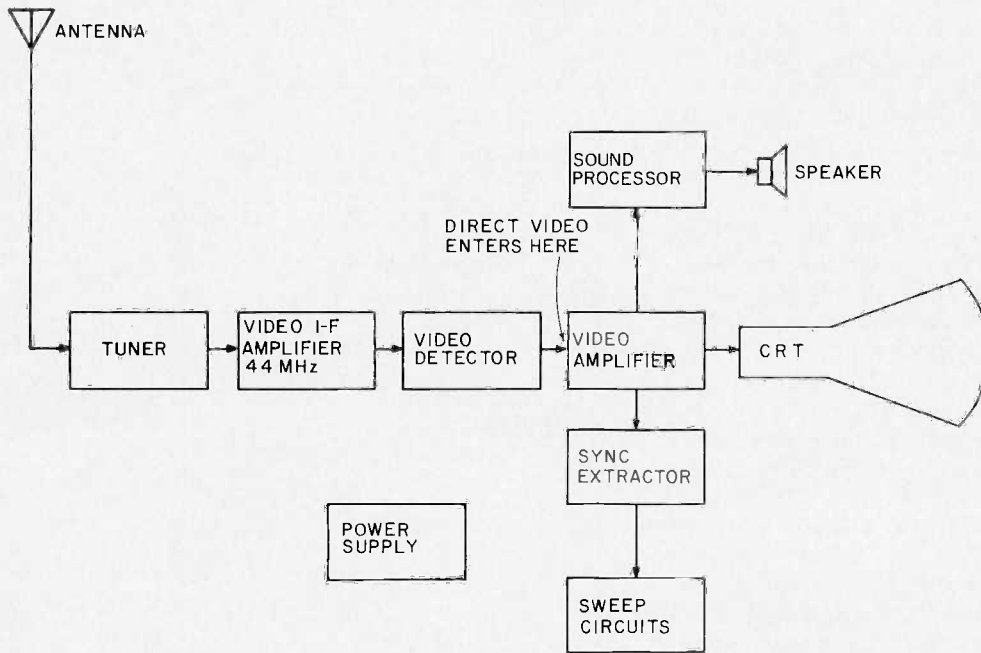 ANTENNA
SOUND
PROCESSOR
SPEAKER
DIRECT VIDEO
ENTERS HERE
TUNER
VIDEO I-F
AMPLIFIER
44 MHz
VIDEO
DETECTOR
VIDEO
AMPLIFIER
CRT
SYNC
EXTRACTOR
POWER
SUPPLY
SWEEP
CIRCUITS